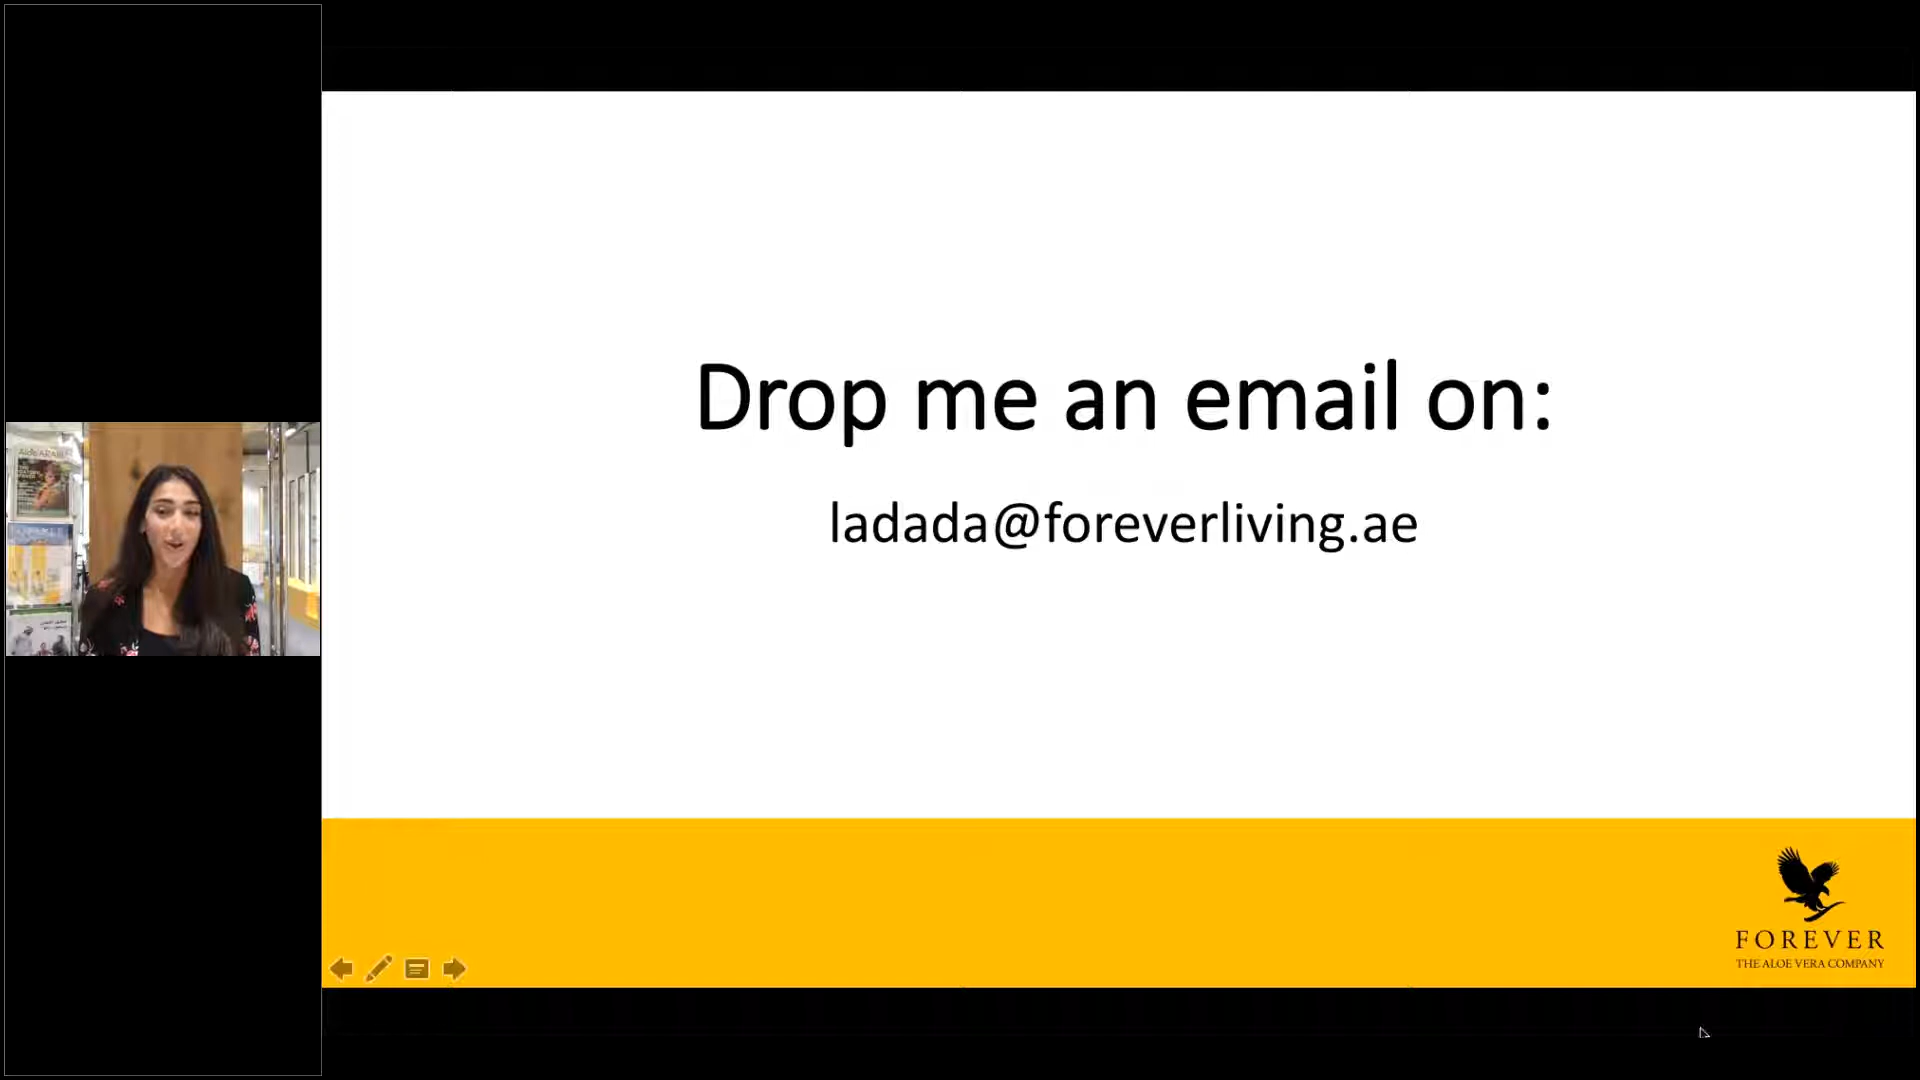 Drop me an email on:
ladada@foreverliving.ae
FOREVER
THE ALOE VERA COMPANY